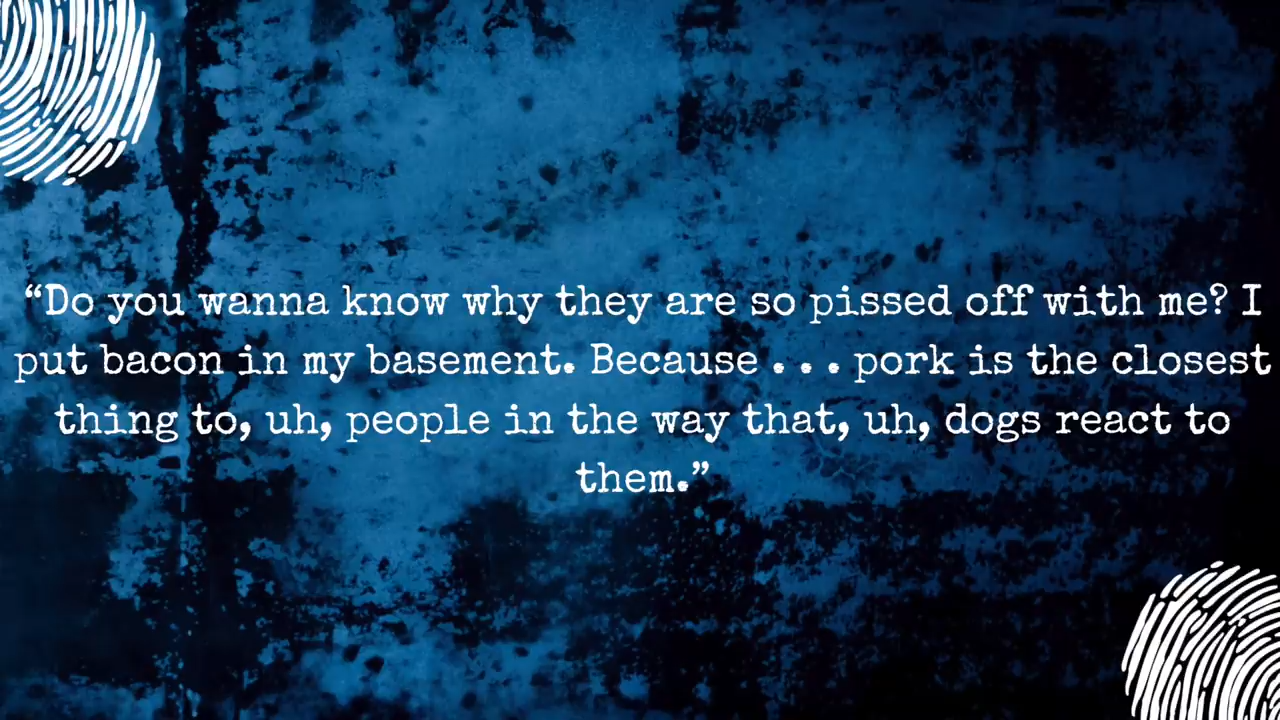 “Do you wanna know why they are so pissed off with me? I
put bacon in my basement. Because . . . pork is the closest
thing to, uh, people in the way that, uh, dogs react to
them.”